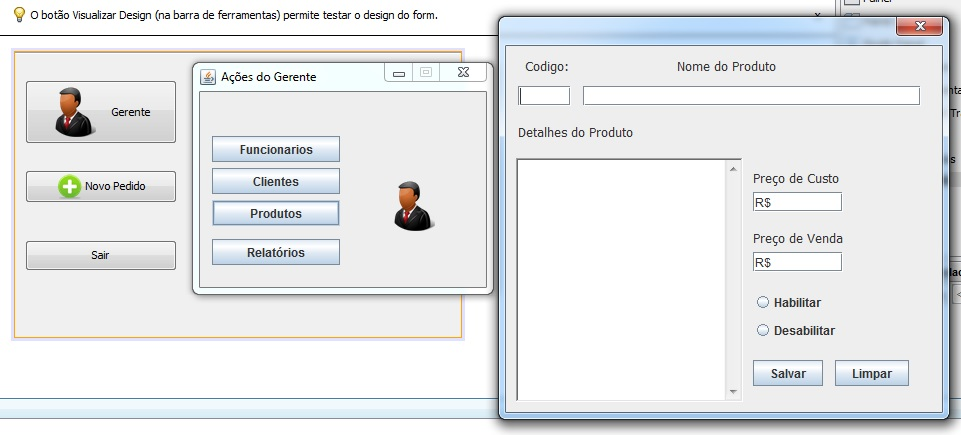 O botão Visualizar Design (na barra de ferramentas) permite testar o design do form.
Gerente
Novo Pedido
Sair
Ações do Gerente
Funcionarios
Clientes
Produtos
Relatórios
Codigo:
Nome do Produto
Detalhes do Produto
Preço de Custo
R$
Preço de Venda
R$
Habilitar
Desabilitar
Salvar
Limpar